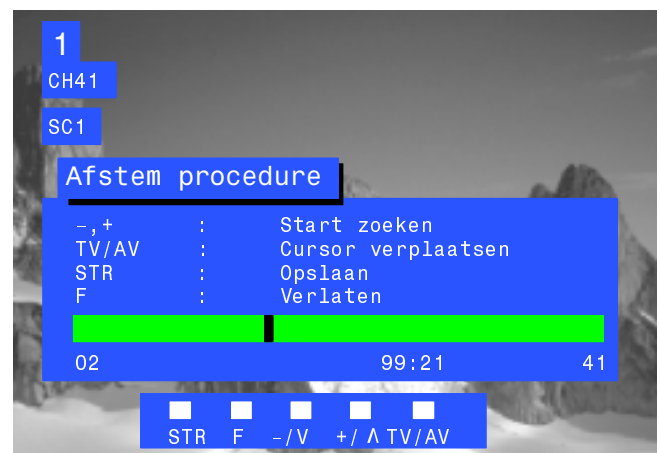 1
CH41
SC1
Afstem procedure
–,+ : Start zoeken
TV/AV : Cursor verplaatsen
STR : Opslaan
F : Verlaten
02 99:21 41
STR F –/V +/Λ TV/AV